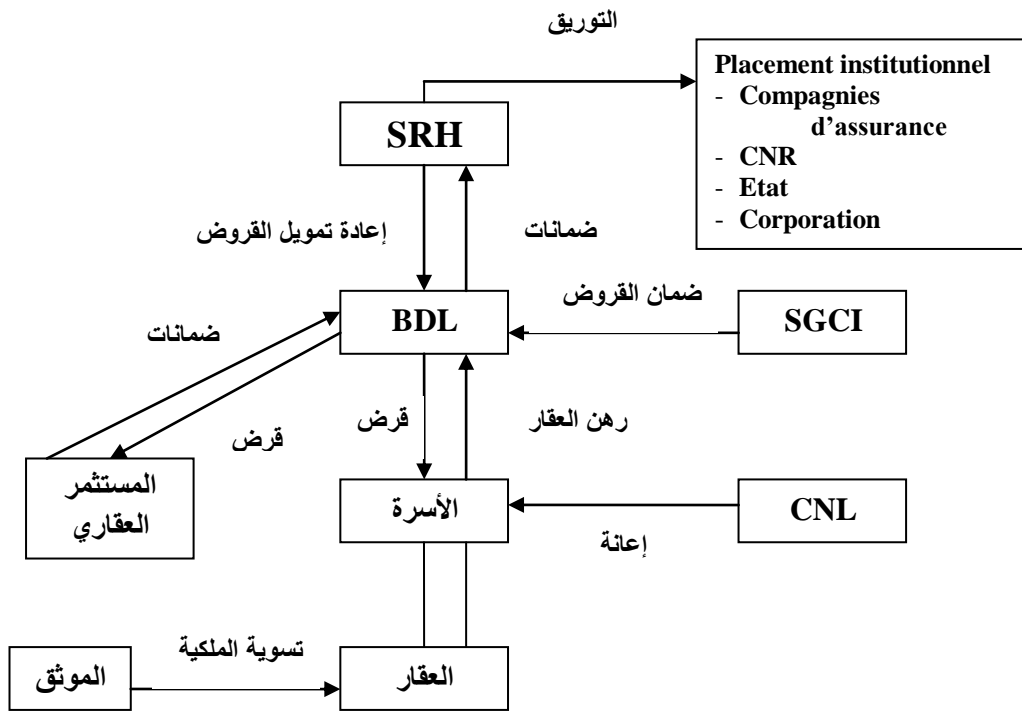 التوريق
Placement institutionnel
- Compagnies
d’assurance
- CNR
- Etat
- Corporation
SRH
إعادة تمويل القروض
ضمانات
ضمان القروض
BDL
SGCI
ضمانات
قرض
قرض
رهن العقار
المستثمر
العقاري
الأسرة
CNL
إعانة
تسوية الملكية
الموثق
العقار